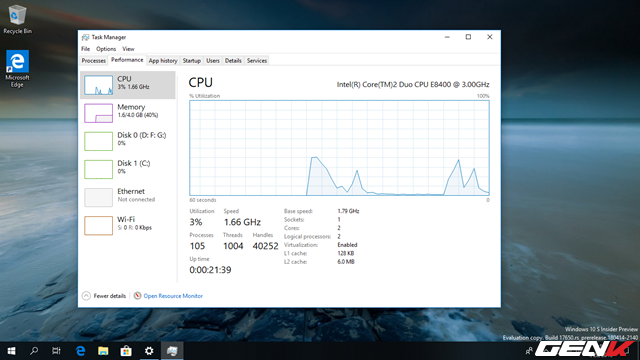 Recycle Bin
Microsoft
Edge
Task Manager
File Options View
Processes Performance App history Startup Users Details Services
CPU
3% 1.66 GHz
Memory
1.6/4.0 GB (40%)
Disk 0 (D: F: G:)
0%
Disk 1 (C:)
0%
Ethernet
Not connected
Wi-Fi
S: 0 R: 0 Kbps
CPU
Intel(R) Core(TM)2 Duo CPU E8400 @ 3.00GHz
% Utilization
100%
60 seconds
0
Utilization
3%
Speed
1.66 GHz
Processes
105
Threads
1004
Handles
40252
Up time
0:00:21:39
Base speed: 1.79 GHz
Sockets: 1
Cores: 2
Logical processors: 2
Virtualization: Enabled
L1 cache: 128 KB
L2 cache: 6.0 MB
Fewer details
Open Resource Monitor
Windows 10 S Insider Preview
Evaluation copy. Build 17650.rs_prerelease.180414-2140
GENK